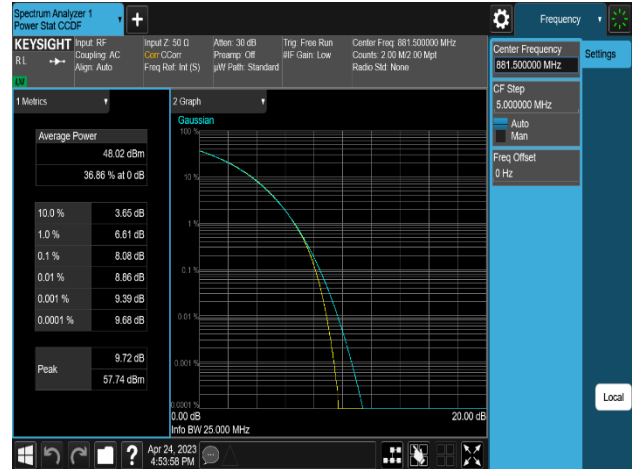 Spectrum Analyzer 1
Power Stat CCDF
Frequency
KEYSIGHT
RL
LW
Input: RF
Coupling: AC
Align: Auto
Input Z: 50 Ω
Corr CCorr
Freq Ref: Int (S)
Atten: 30 dB
Preamp: Off
µW Path: Standard
Trig: Free Run
#IF Gain: Low
Center Freq: 881.500000 MHz
Counts: 2.00 M/2.00 Mpt
Radio Std: None
Center Frequency
881.500000 MHz
Settings
CF Step
5.000000 MHz
Auto
Man
Freq Offset
0 Hz
1 Metrics
Average Power
48.02 dBm
36.86 % at 0 dB
10.0 % 3.65 dB
1.0 % 6.61 dB
0.1 % 8.08 dB
0.01 % 8.86 dB
0.001 % 9.39 dB
0.0001 % 9.68 dB
Peak
9.72 dB
57.74 dBm
2 Graph
Gaussian
100 %
10 %
1 %
0.1 %
0.01 %
0.001 %
0.0001 %
0.00 dB 20.00 dB
Info BW 25.000 MHz
Local
?
Apr 24, 2023
4:53:58 PM